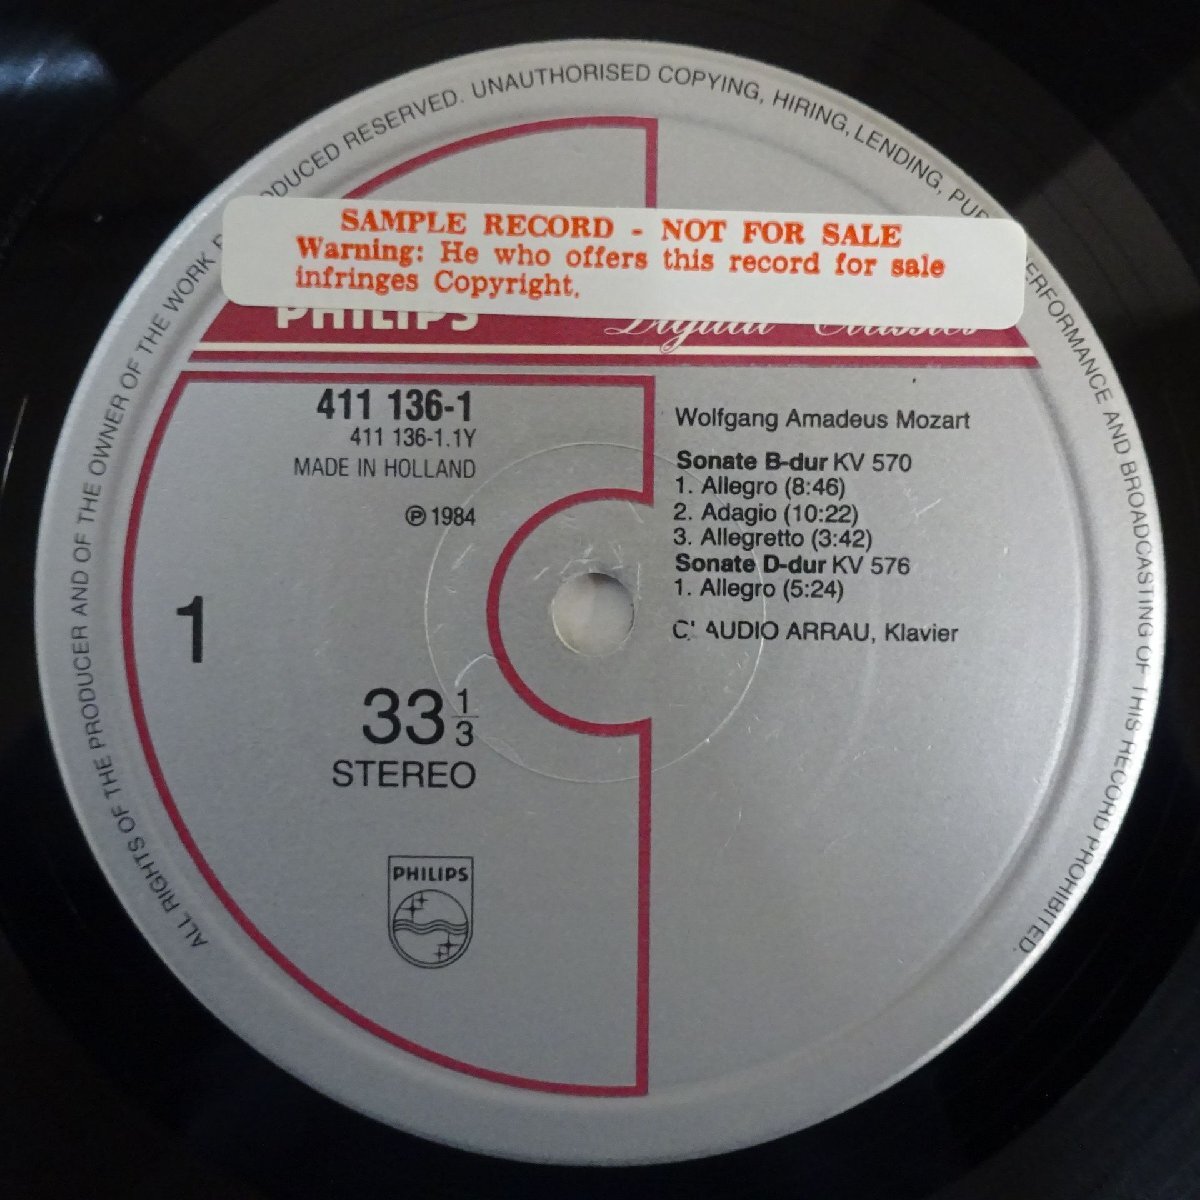 ALL RIGHTS OF THE PRODUCER AND OF THE OWNER OF THE WORK RESERVED. UNAUTHORISED COPYING, HIRING, LENDING, PERFORMANCE AND BROADCASTING OF THIS RECORD PROHIBITED.
SAMPLE RECORD - NOT FOR SALE
Warning: He who offers this record for sale
infringes Copyright.
PHILIPS Digital Classics
411 136-1
411 136-1.1Y
MADE IN HOLLAND
℗ 1984
1
33 1/3
STEREO
PHILIPS
Wolfgang Amadeus Mozart
Sonate B-dur KV 570
1. Allegro (8:46)
2. Adagio (10:22)
3. Allegretto (3:42)
Sonate D-dur KV 576
1. Allegro (5:24)
CLAUDIO ARRAU, Klavier